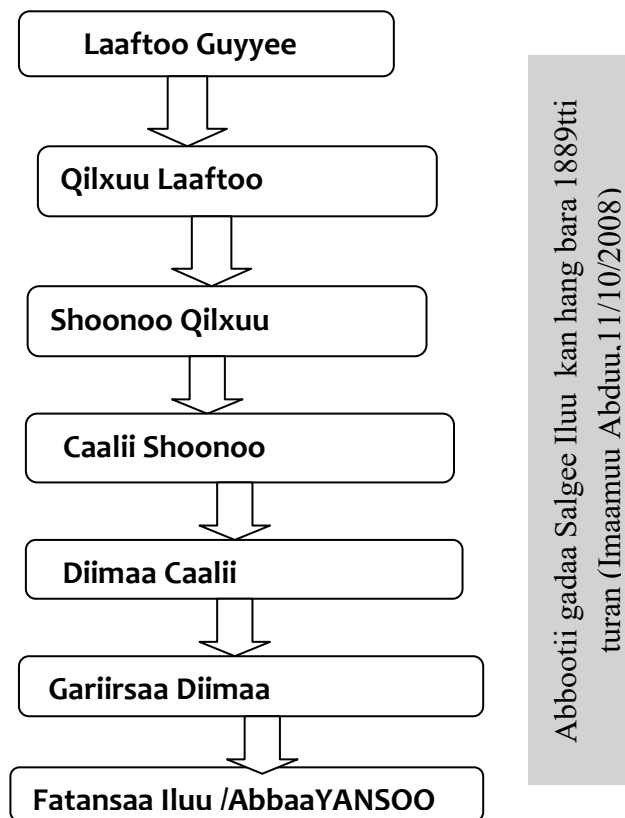 Laaftoo Guyyee
Qilxuu Laaftoo
Shoonoo Qilxuu
Caalii Shoonoo
Diimaa Caalii
Gariirsaa Diimaa
Fatansaa Iluu /AbbaaYANSOO
Abbootii gadaa Salgee Iluu kan hang bara 1889tti
turan (Imaamuu Abduu,11/10/2008)